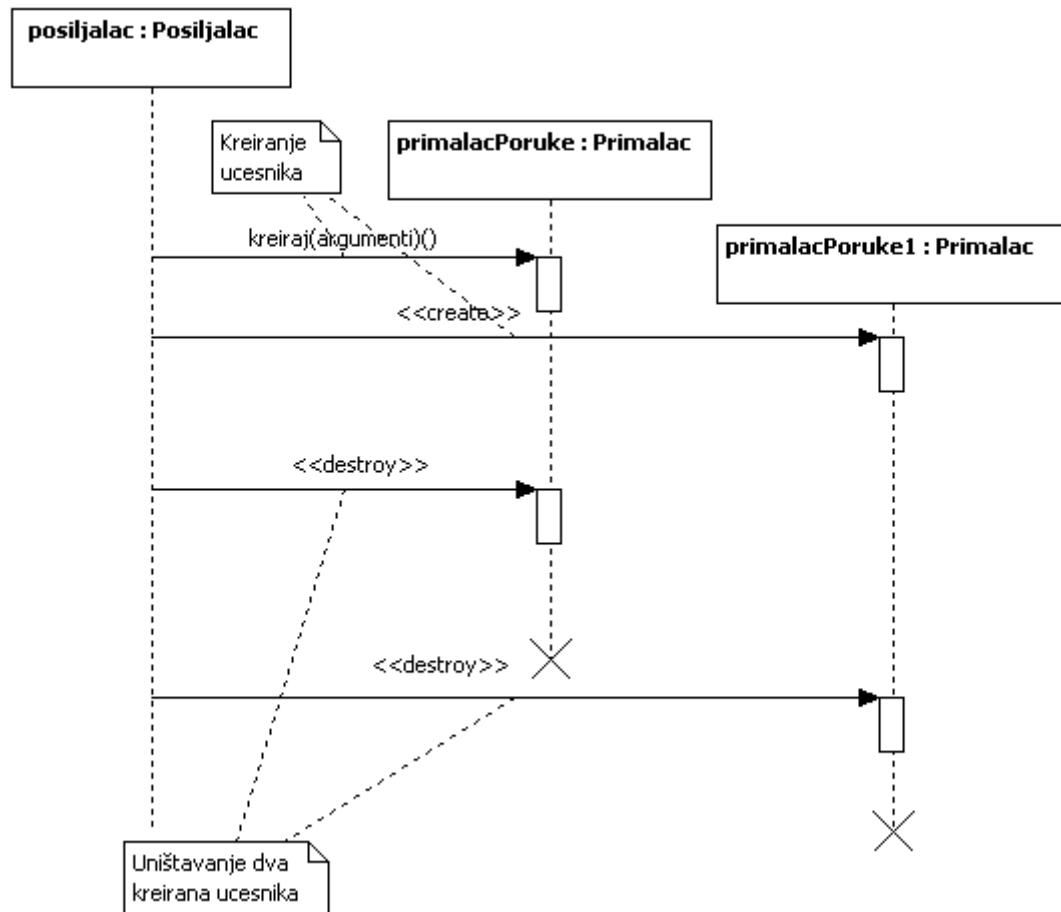 posiljalac : Posiljalac
Kreiranje
ucesnika
primalacPoruke : Primalac
kreiraj(argumenti)()
primalacPoruke1 : Primalac
<<create>>
<<destroy>>
<<destroy>>
Uništavanje dva
kreirana ucesnika